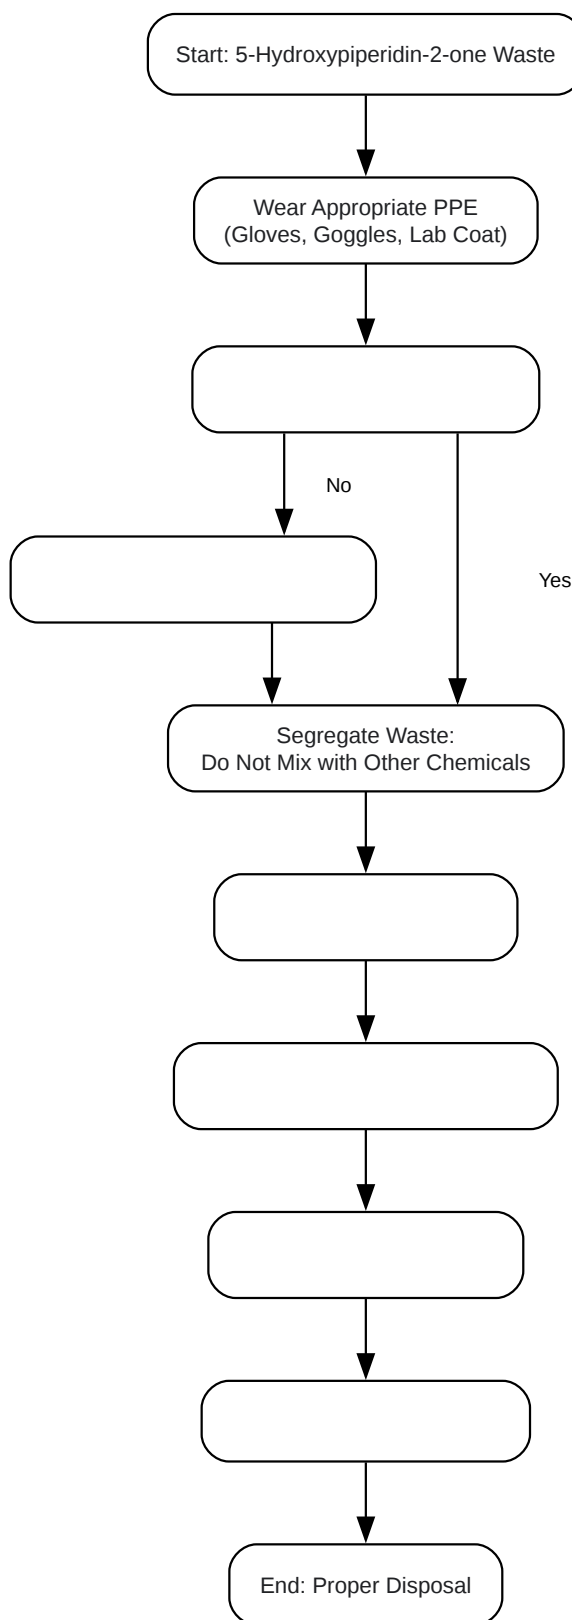 Start: 5-Hydroxypiperidin-2-one Waste
Wear Appropriate PPE
(Gloves, Goggles, Lab Coat)
No
Yes
Segregate Waste:
Do Not Mix with Other Chemicals
End: Proper Disposal